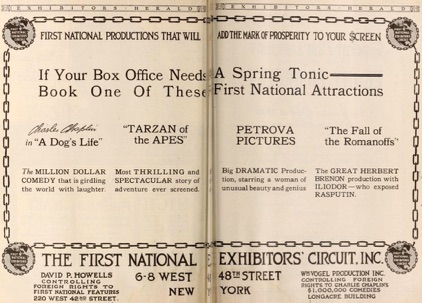 EXHIBITORS HERALD EXHIBITORS HERALD
FIRST NATIONAL PRODUCTIONS THAT WILL ADD THE MARK OF PROSPERITY TO YOUR $CREEN
If Your Box Office Needs A Spring Tonic—
Book One Of These First National Attractions
Charles Chaplin
in "A Dog's Life"
The MILLION DOLLAR
COMEDY that is girdling
the world with laughter.
"TARZAN of
the APES"
Most THRILLING and
SPECTACULAR story of
adventure ever screened.
PETROVA
PICTURES
Big DRAMATIC Produc-
tion, starring a woman of
unusual beauty and genius
"The Fall of
the Romanoffs"
The GREAT HERBERT
BRENON production with
ILIODOR—who exposed
RASPUTIN.
THE FIRST NATIONAL EXHIBITORS' CIRCUIT, INC.
DAVID P. HOWELLS
CONTROLLING
FOREIGN RIGHTS TO
FIRST NATIONAL FEATURES
220 WEST 42ND STREET.
6-8 WEST 48TH STREET
NEW YORK
WM VOGEL PRODUCTION INC.
CONTROLLING FOREIGN
RIGHTS TO CHARLIE CHAPLIN'S
$1,000,000 COMEDIES
LONGACRE BUILDING